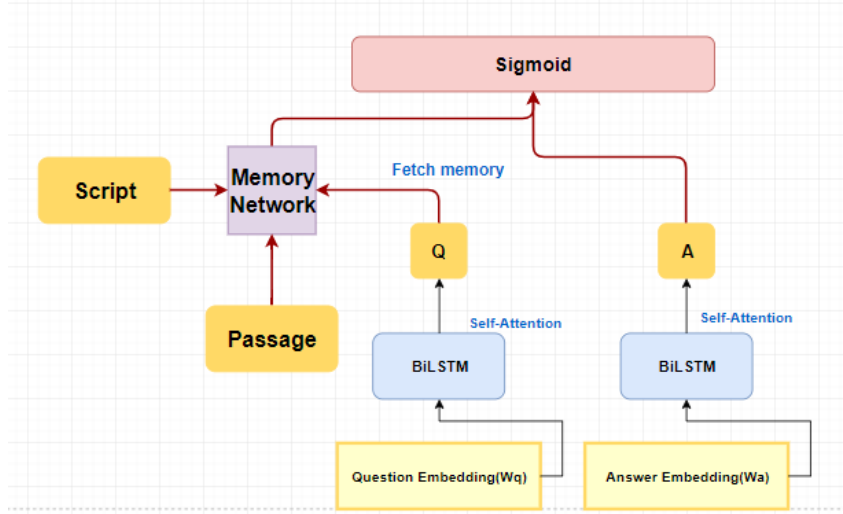 Sigmoid
Fetch memory
Script
Memory
Network
Q
A
Passage
Self-Attention
Self-Attention
BiLSTM
BiLSTM
Question Embedding(Wq)
Answer Embedding(Wa)